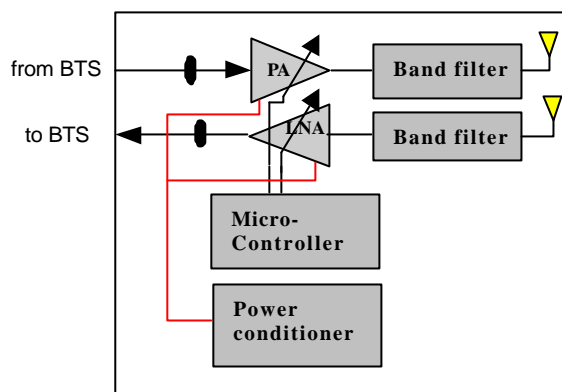 from BTS
PA
Band filter
to BTS
LNA
Band filter
Micro-
Controller
Power
conditioner